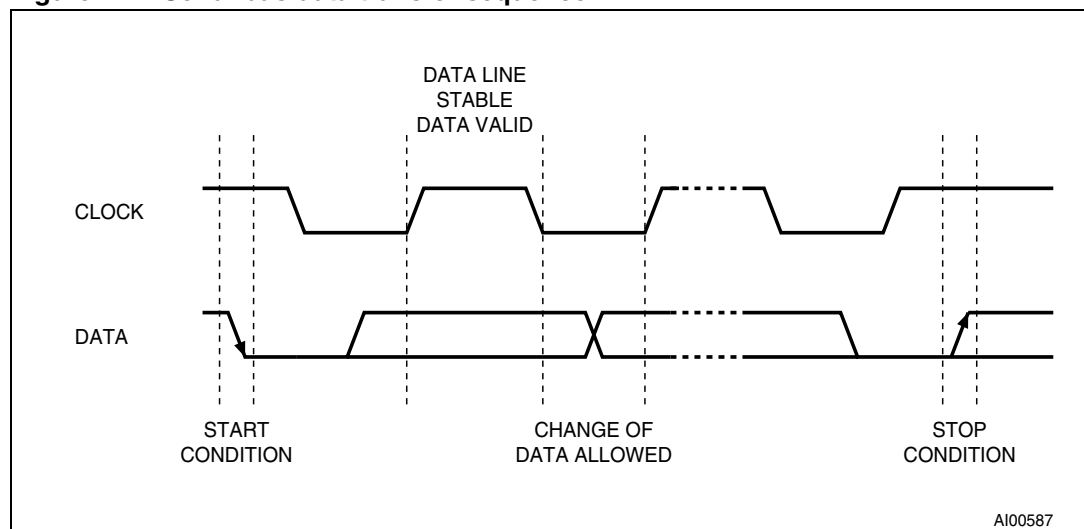 DATA LINE
STABLE
DATA VALID
CLOCK
DATA
START
CONDITION
CHANGE OF
DATA ALLOWED
STOP
CONDITION
AI00587